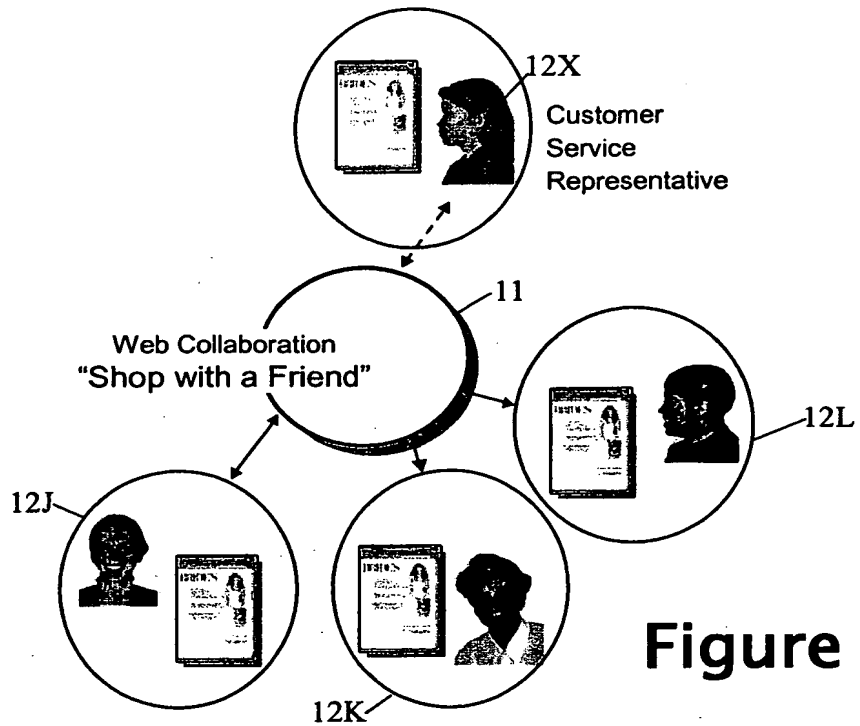 12X
Customer
Service
Representative
11
Web Collaboration
“Shop with a Friend”
12L
12J
12K
Figure